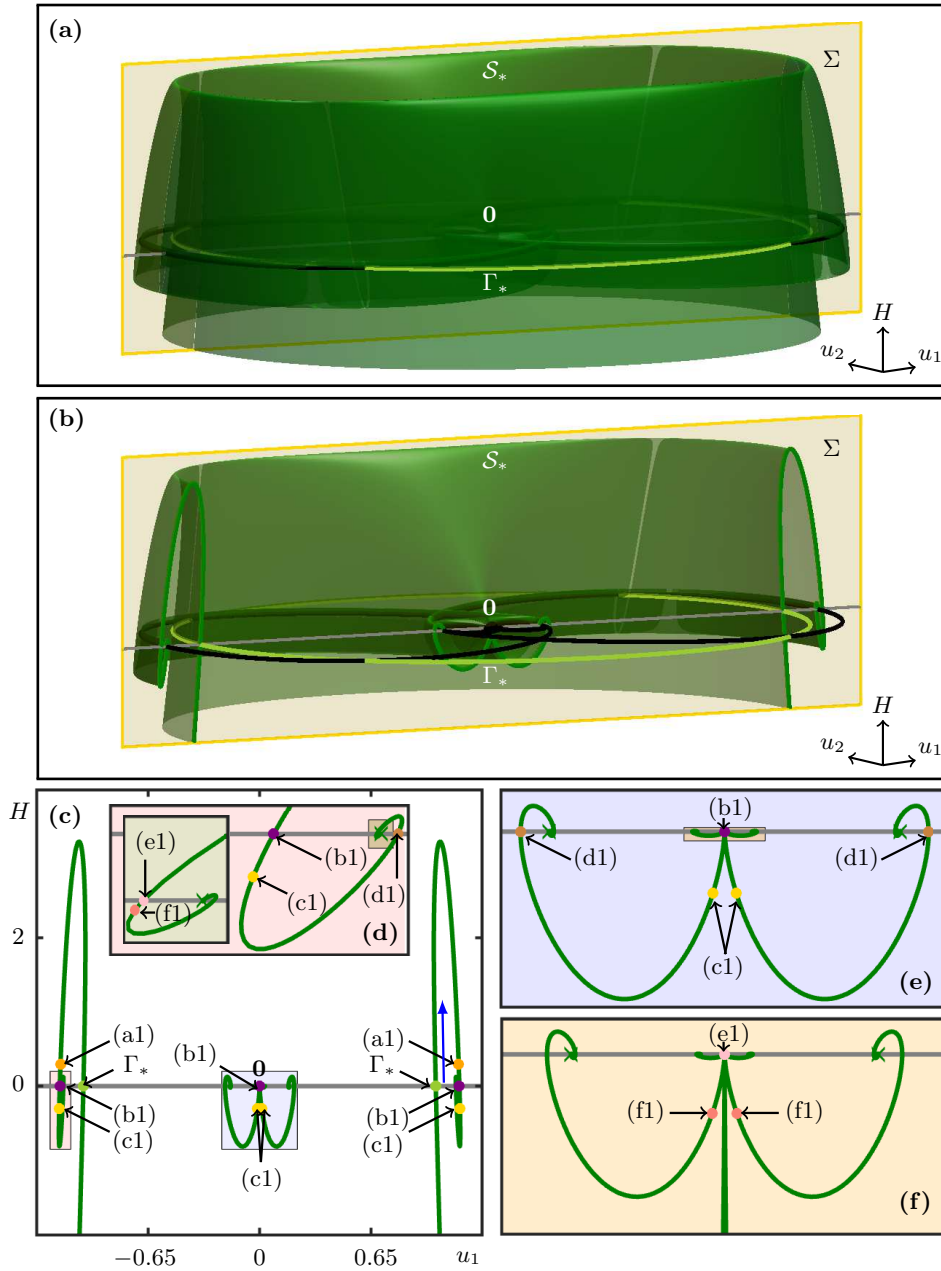 (a)
S* Σ
0
Γ*
H
u2 u1
(b)
S* Σ
0
Γ*
H
u2 u1
H (c)
2
0
−0.65 0 0.65 u1
(a1) (a1)
Γ* (b1) 0 Γ*
(b1) (b1)
(c1) (c1)
(c1)
(e1)
(f1)
(b1)
(c1)
(d1)
(d)
(b1)
(d1) (d1)
(c1)
(e)
(e1)
(f1) (f1)
(f)